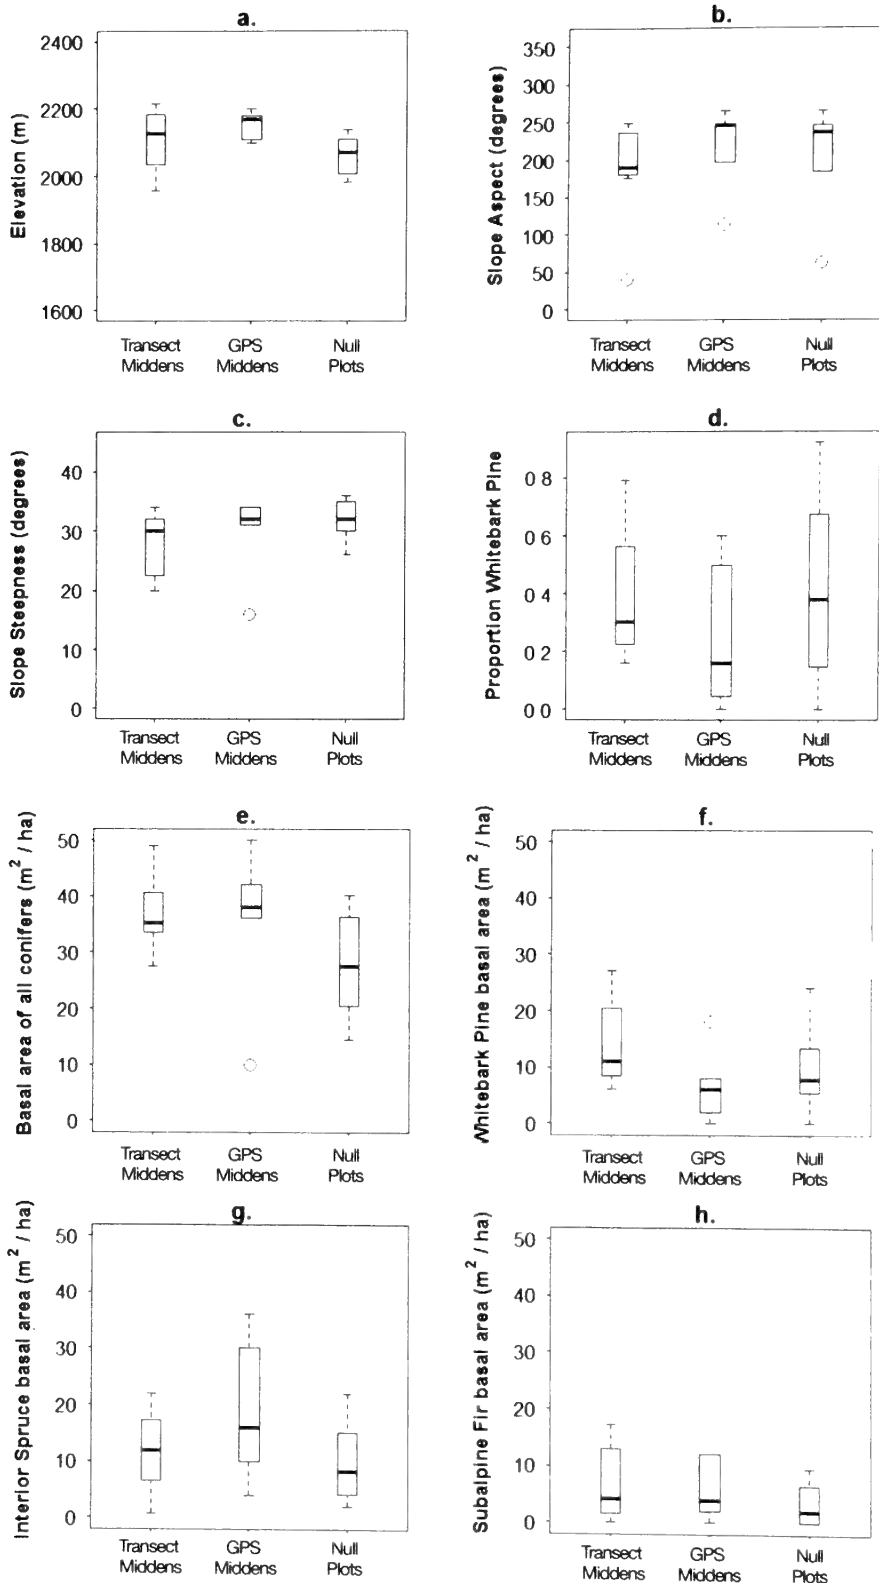 a.
Elevation (m)
2400
2200
2000
1800
1600
Transect Middens
GPS Middens
Null Plots
b.
Slope Aspect (degrees)
350
300
250
200
150
100
50
0
Transect Middens
GPS Middens
Null Plots
c.
Slope Steepness (degrees)
40
30
20
10
0
Transect Middens
GPS Middens
Null Plots
d.
Proportion Whitebark Pine
0 8
0 6
0 4
0 2
0 0
Transect Middens
GPS Middens
Null Plots
e.
Basal area of all conifers (m² / ha)
50
40
30
20
10
0
Transect Middens
GPS Middens
Null Plots
f.
Whitebark Pine basal area (m² / ha)
50
40
30
20
10
0
Transect Middens
GPS Middens
Null Plots
g.
Interior Spruce basal area (m² / ha)
50
40
30
20
10
0
Transect Middens
GPS Middens
Null Plots
h.
Subalpine Fir basal area (m² / ha)
50
40
30
20
10
0
Transect Middens
GPS Middens
Null Plots